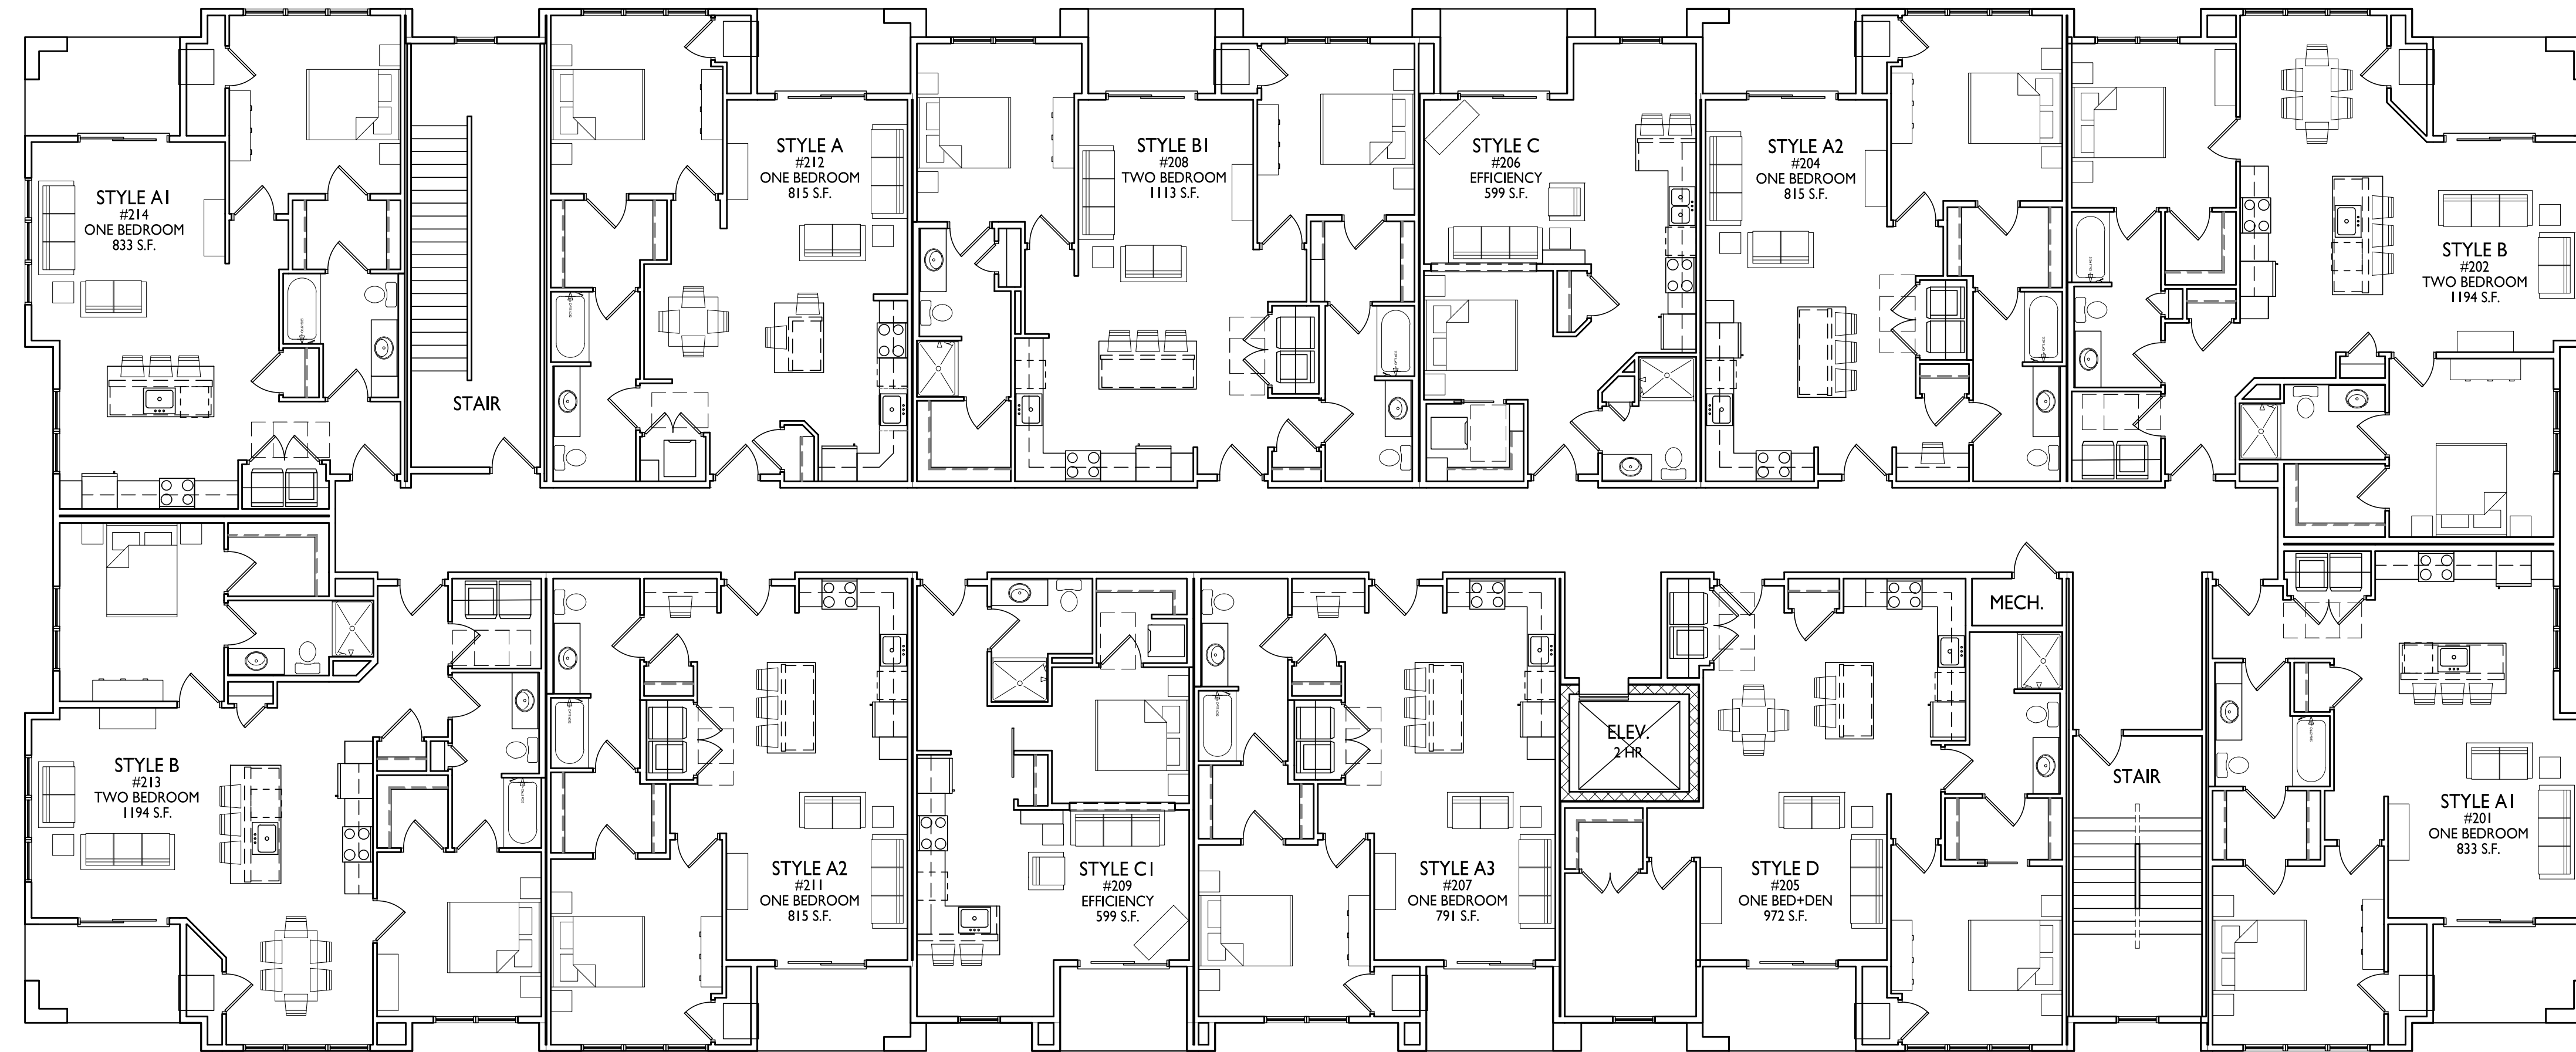 STYLE A1
#214
ONE BEDROOM
833 S.F.
STAIR
STYLE A
#212
ONE BEDROOM
815 S.F.
STYLE B1
#208
TWO BEDROOM
1113 S.F.
STYLE C
#206
EFFICIENCY
599 S.F.
STYLE A2
#204
ONE BEDROOM
815 S.F.
STYLE B
#202
TWO BEDROOM
1194 S.F.
STYLE B
#213
TWO BEDROOM
1194 S.F.
STYLE A2
#211
ONE BEDROOM
815 S.F.
STYLE C1
#209
EFFICIENCY
599 S.F.
STYLE A3
#207
ONE BEDROOM
791 S.F.
ELEV.
2 HR
STYLE D
#205
ONE BED+DEN
972 S.F.
MECH.
STAIR
STYLE A1
#201
ONE BEDROOM
833 S.F.